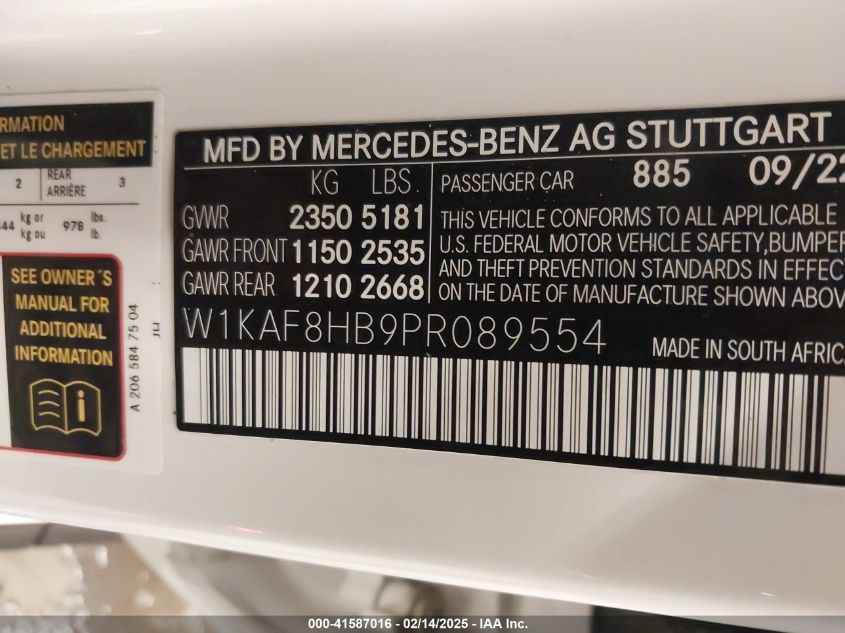 RMATION
ET LE CHARGEMENT
2 REAR ARRIÈRE 3
44 kg or kg ou 978 lbs. lb.
SEE OWNER´S
MANUAL FOR
ADDITIONAL
INFORMATION
A 206 584 75 04
MFD BY MERCEDES-BENZ AG STUTTGART
KG LBS.
GVWR 2350 5181
GAWR FRONT 1150 2535
GAWR REAR 1210 2668
PASSENGER CAR 885 09/22
THIS VEHICLE CONFORMS TO ALL APPLICABLE
U.S. FEDERAL MOTOR VEHICLE SAFETY,BUMPER
AND THEFT PREVENTION STANDARDS IN EFFEC
ON THE DATE OF MANUFACTURE SHOWN ABOV
W1KAF8HB9PR089554
MADE IN SOUTH AFRICA
000-41587016 - 02/14/2025 - IAA Inc.